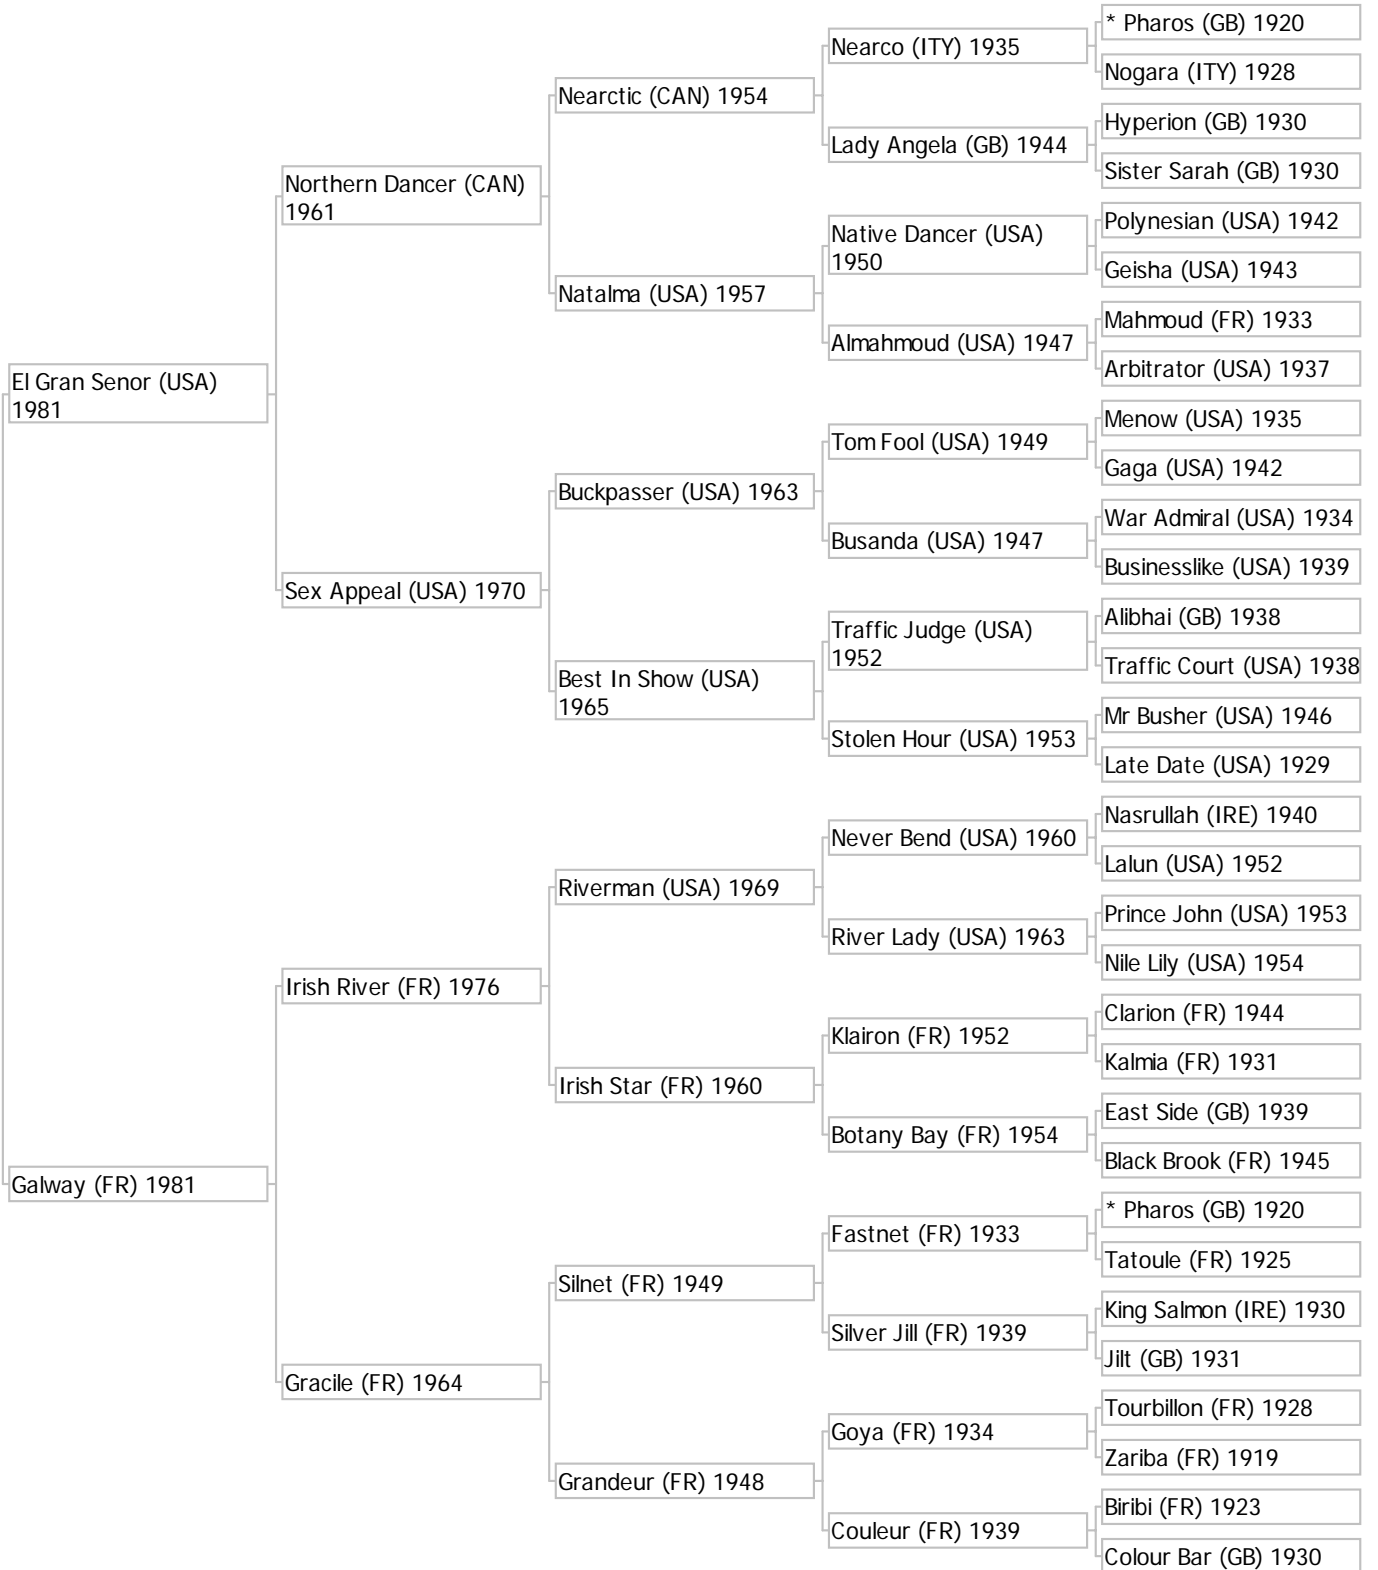 El Gran Senor (USA)
1981
Galway (FR) 1981
Northern Dancer (CAN)
1961
Sex Appeal (USA) 1970
Irish River (FR) 1976
Gracile (FR) 1964
Nearctic (CAN) 1954
Natalma (USA) 1957
Buckpasser (USA) 1963
Best In Show (USA)
1965
Riverman (USA) 1969
Irish Star (FR) 1960
Silnet (FR) 1949
Grandeur (FR) 1948
Nearco (ITY) 1935
Lady Angela (GB) 1944
Native Dancer (USA)
1950
Almahmoud (USA) 1947
Tom Fool (USA) 1949
Busanda (USA) 1947
Traffic Judge (USA)
1952
Stolen Hour (USA) 1953
Never Bend (USA) 1960
River Lady (USA) 1963
Klairon (FR) 1952
Botany Bay (FR) 1954
Fastnet (FR) 1933
Silver Jill (FR) 1939
Goya (FR) 1934
Couleur (FR) 1939
* Pharos (GB) 1920
Nogara (ITY) 1928
Hyperion (GB) 1930
Sister Sarah (GB) 1930
Polynesian (USA) 1942
Geisha (USA) 1943
Mahmoud (FR) 1933
Arbitrator (USA) 1937
Menow (USA) 1935
Gaga (USA) 1942
War Admiral (USA) 1934
Businesslike (USA) 1939
Alibhai (GB) 1938
Traffic Court (USA) 1938
Mr Busher (USA) 1946
Late Date (USA) 1929
Nasrullah (IRE) 1940
Lalun (USA) 1952
Prince John (USA) 1953
Nile Lily (USA) 1954
Clarion (FR) 1944
Kalmia (FR) 1931
East Side (GB) 1939
Black Brook (FR) 1945
* Pharos (GB) 1920
Tatoule (FR) 1925
King Salmon (IRE) 1930
Jilt (GB) 1931
Tourbillon (FR) 1928
Zariba (FR) 1919
Biribi (FR) 1923
Colour Bar (GB) 1930